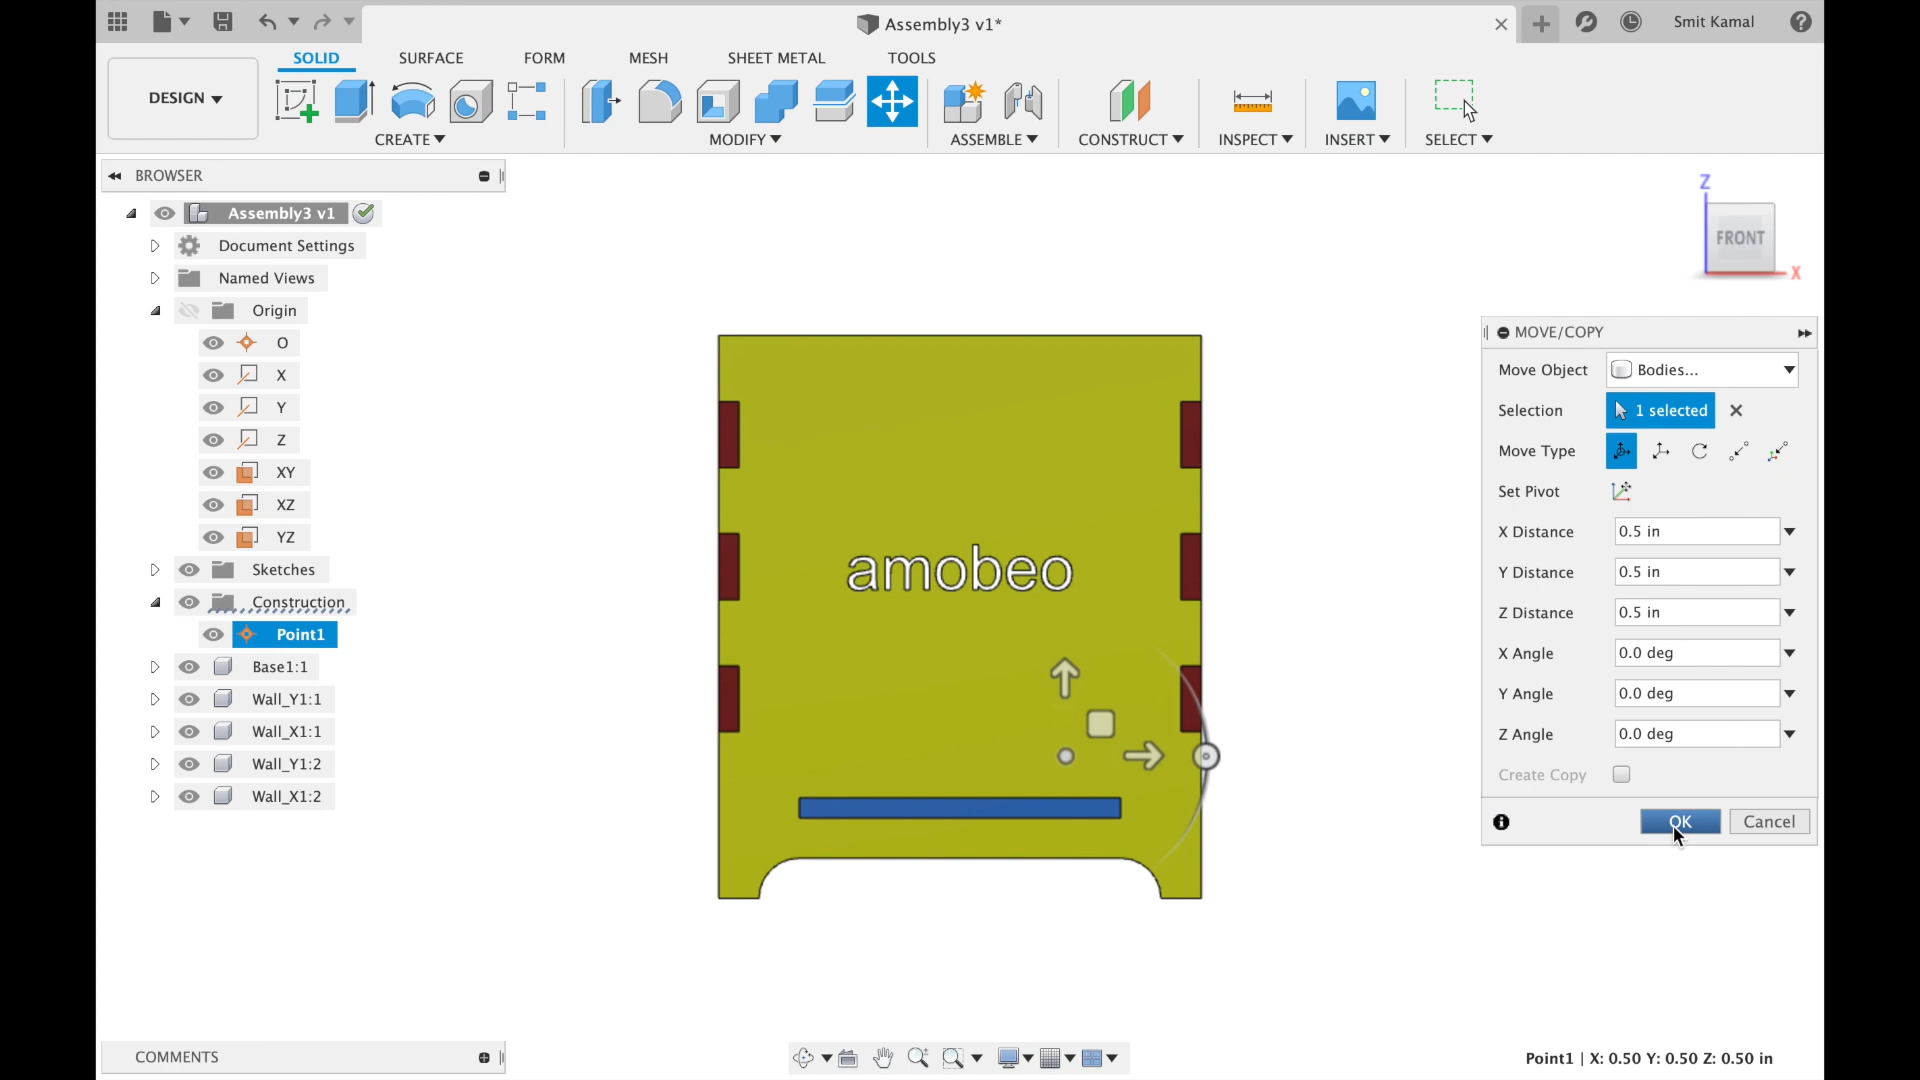 Assembly3 v1*
Smit Kamal
DESIGN
SOLID
SURFACE
FORM
MESH
SHEET METAL
TOOLS
CREATE
MODIFY
ASSEMBLE
CONSTRUCT
INSPECT
INSERT
SELECT
BROWSER
Assembly3 v1
Document Settings
Named Views
Origin
O
X
Y
Z
XY
XZ
YZ
Sketches
Construction
Point1
Base1:1
Wall_Y1:1
Wall_X1:1
Wall_Y1:2
Wall_X1:2
amobeo
Z
FRONT
X
MOVE/COPY
Move Object Bodies...
Selection 1 selected
Move Type
Set Pivot
X Distance 0.5 in
Y Distance 0.5 in
Z Distance 0.5 in
X Angle 0.0 deg
Y Angle 0.0 deg
Z Angle 0.0 deg
Create Copy
OK Cancel
COMMENTS
Point1 | X: 0.50 Y: 0.50 Z: 0.50 in